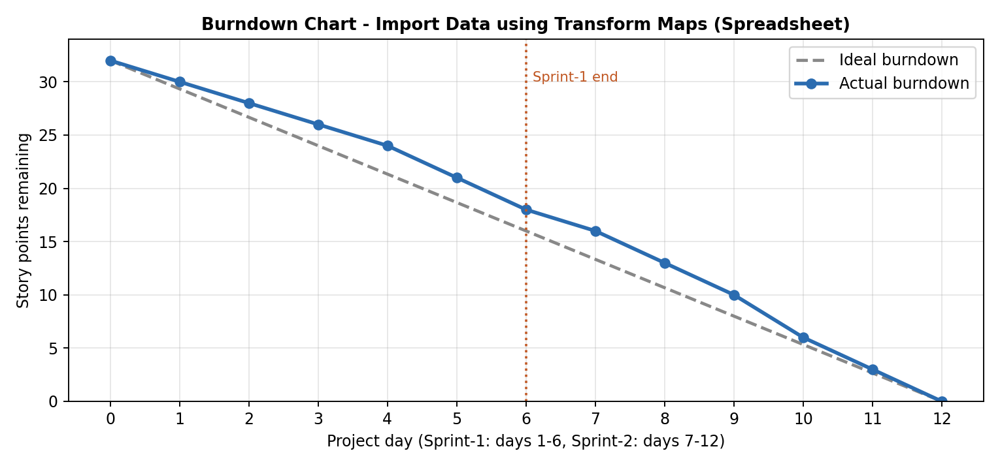 Burndown Chart - Import Data using Transform Maps (Spreadsheet)
Ideal burndown
Actual burndown
Sprint-1 end
Story points remaining
30
25
20
15
10
5
0
0 1 2 3 4 5 6 7 8 9 10 11 12
Project day (Sprint-1: days 1-6, Sprint-2: days 7-12)